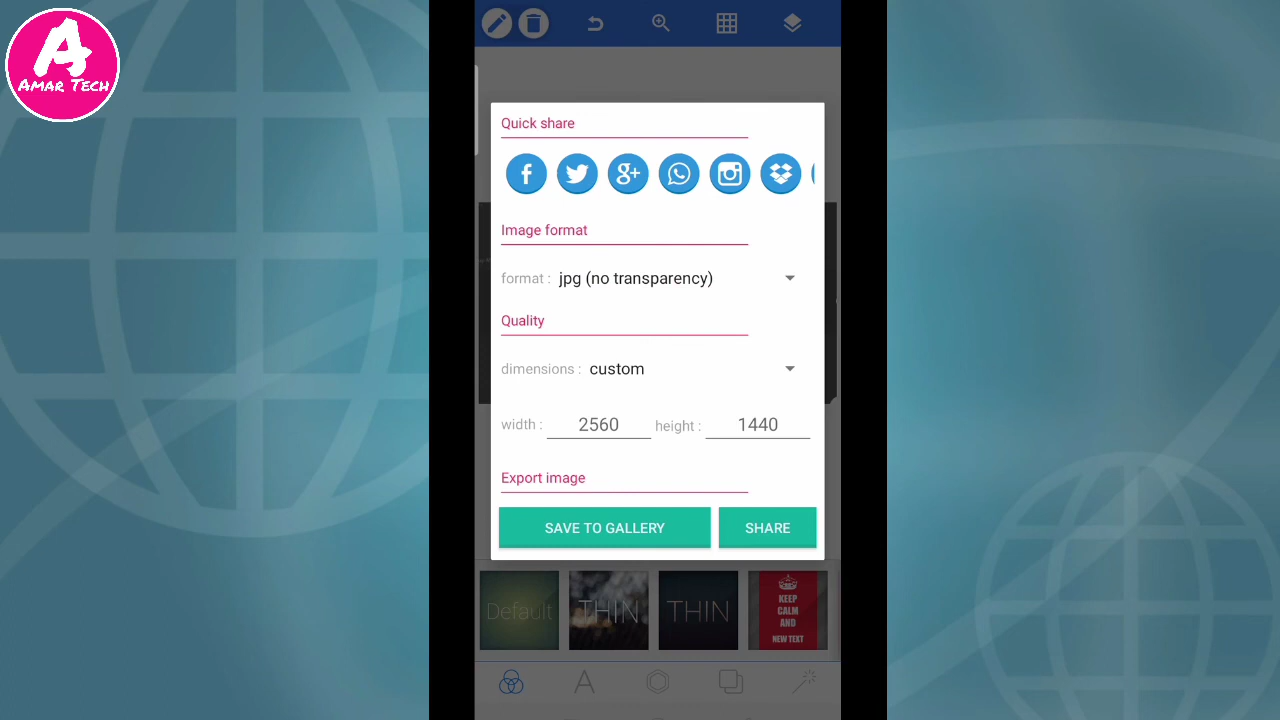 A
AMAR TECH
Quick share
Image format
format : jpg (no transparency)
Quality
dimensions : custom
width : 2560 height : 1440
Export image
SAVE TO GALLERY SHARE
Default THIN THIN
KEEP
CALM
AND
NEW TEXT